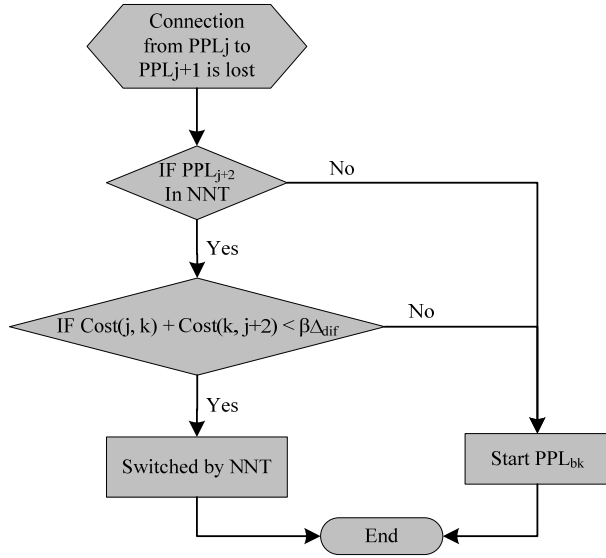 Connection
from PPLj to
PPLj+1 is lost
IF PPLj+2
In NNT
No
Yes
IF Cost(j, k) + Cost(k, j+2) < βΔdif
No
Yes
Switched by NNT
Start PPLbk
End